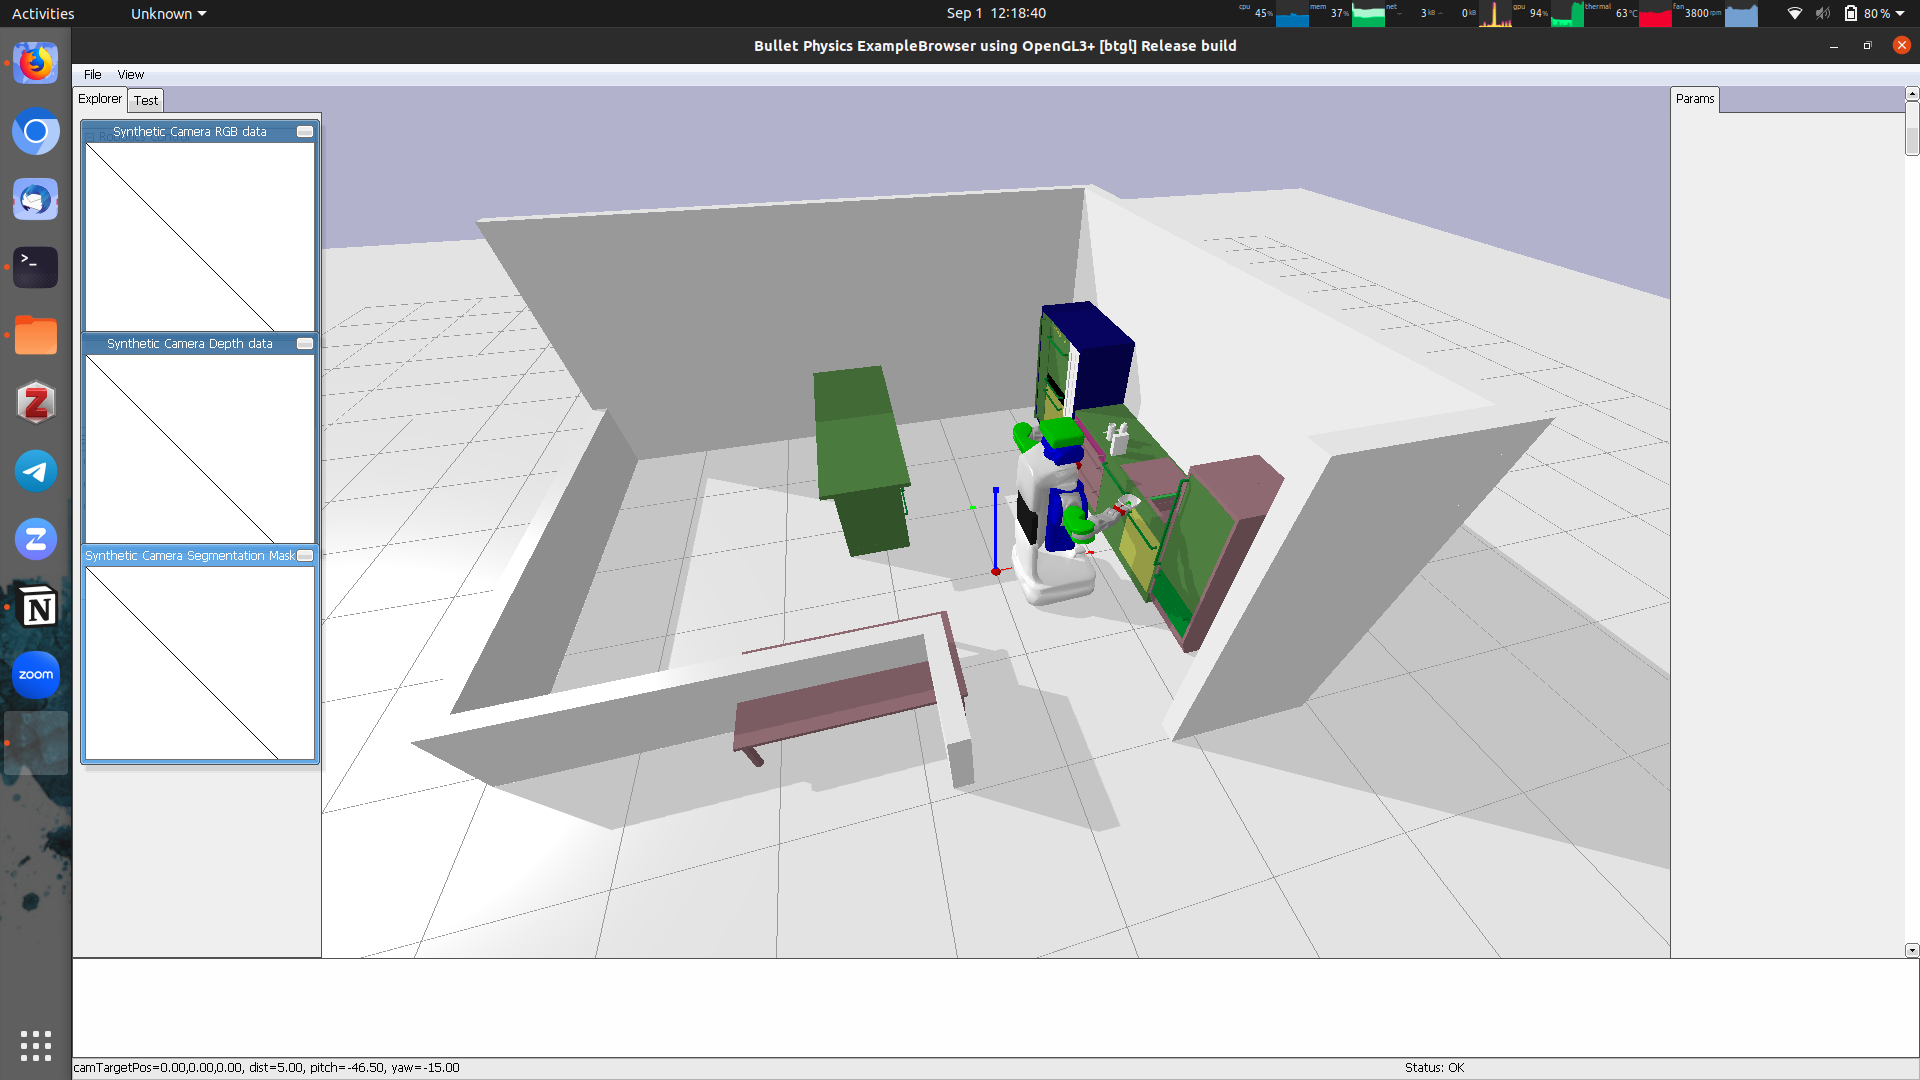 Activities
Unknown
Sep 1 12:18:40
cpu 45% mem 37% net 3 kB 0 kB gpu 94% thermal 63°C fan 3800 rpm
80 %
Bullet Physics ExampleBrowser using OpenGL3+ [btgl] Release build
File View
Explorer Test
Params
Synthetic Camera RGB data
Synthetic Camera Depth data
Synthetic Camera Segmentation Mask
Z
>_
Z
N
zoom
camTargetPos=0.00,0.00,0.00, dist=5.00, pitch=-46.50, yaw=-15.00
Status: OK